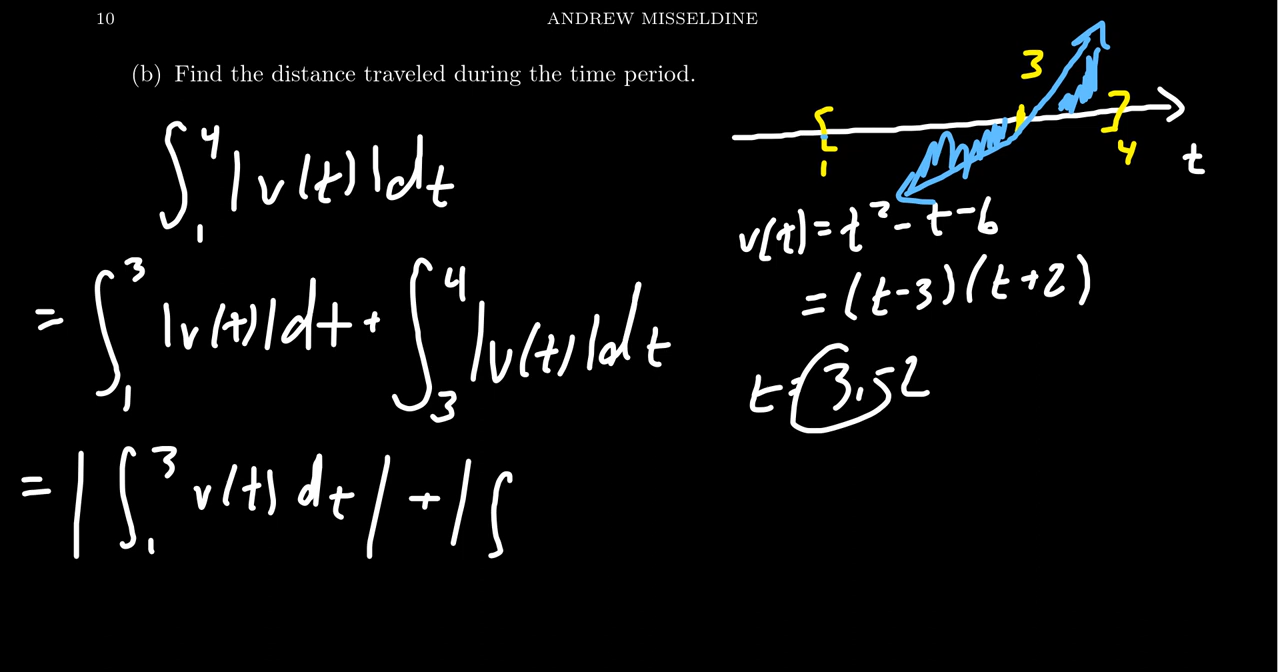 10 ANDREW MISSELDINE
(b) Find the distance traveled during the time period.
3
1 4 t
∫₁⁴ |v(t)|dt
v(t) = t² - t - 6
= (t-3)(t+2)
= ∫₁³ |v(t)|dt + ∫₃⁴ |v(t)|dt
t = 3, 52
= |∫₁³ v(t) dt| + |∫